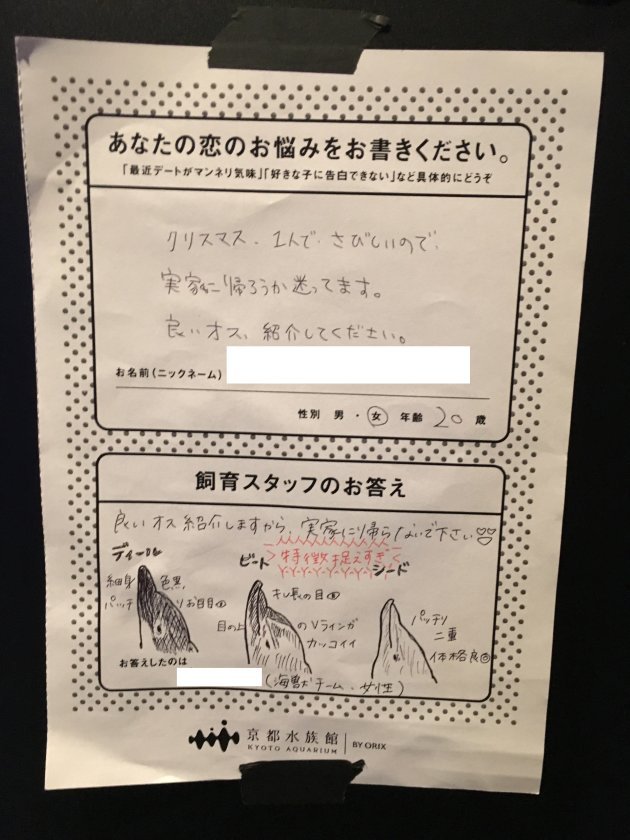 あなたの恋のお悩みをお書きください。
「最近デートがマンネリ気味」「好きな子に告白できない」など具体的にどうぞ
クリスマス、1人で、さびしいので、
実家に帰ろうか迷ってます。
良いオス、紹介してください。
お名前(ニックネーム)
性別 男・女 年齢 20 歳
飼育スタッフのお答え
良いオス紹介しますから、実家に帰らないで下さい
>特徴捉えすぎ<
ディール
細身 色黒
パッチリお目目
ビート
キレ長の目
目の上のVラインが
カッコイイ
シード
パッチリ
二重
体格良
お答えしたのは
(海獣チーム・女性)
京都水族館
KYOTO AQUARIUM
BY ORIX